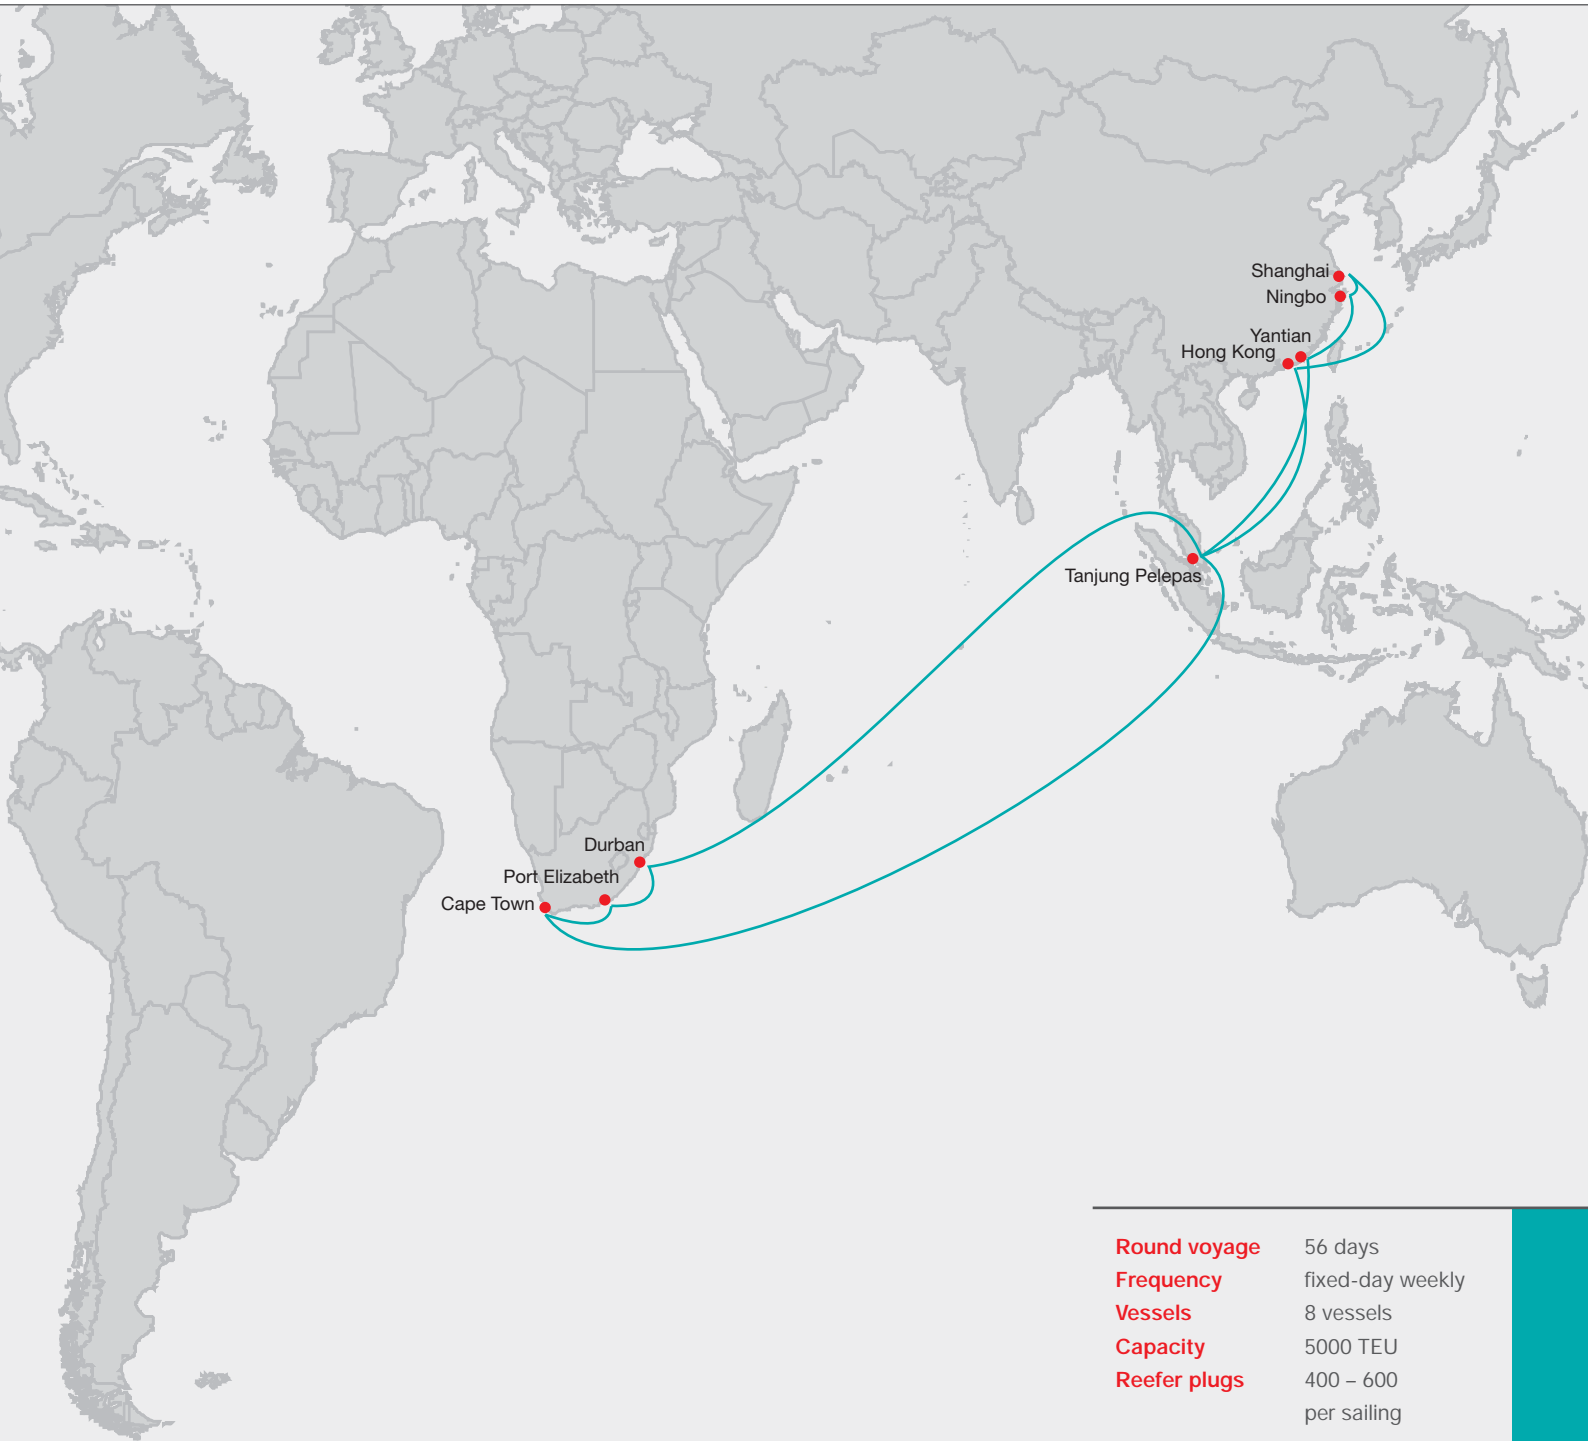 Shanghai
Ningbo
Yantian
Hong Kong
Tanjung Pelepas
Durban
Port Elizabeth
Cape Town
Round voyage 56 days
Frequency fixed-day weekly
Vessels 8 vessels
Capacity 5000 TEU
Reefer plugs 400 – 600
per sailing